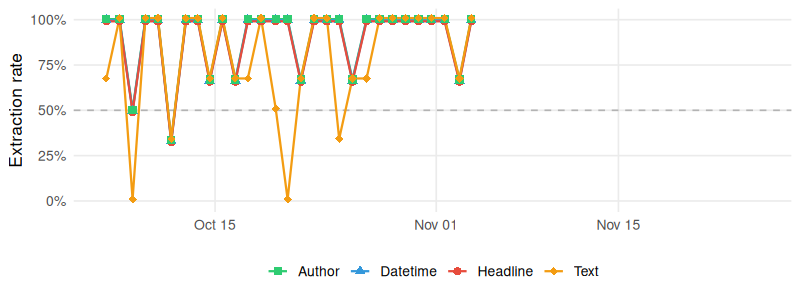 Extraction rate
100%
75%
50%
25%
0%
Oct 15 Nov 01 Nov 15
Author Datetime Headline Text